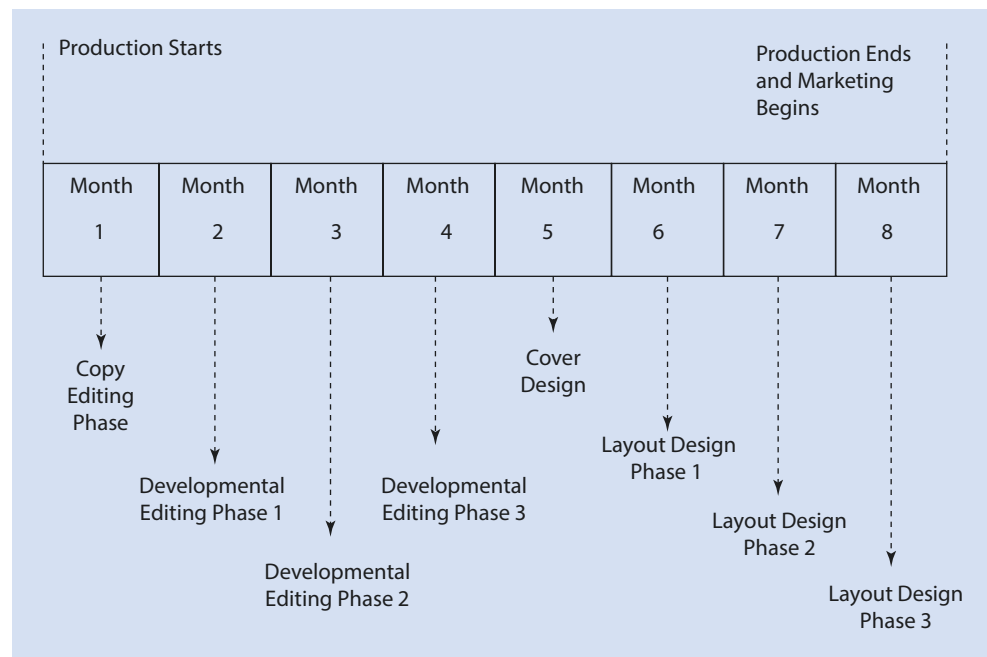 Production Starts
Production Ends
and Marketing
Begins
Month
1
Month
2
Month
3
Month
4
Month
5
Month
6
Month
7
Month
8
Copy
Editing
Phase
Developmental
Editing Phase 1
Developmental
Editing Phase 2
Developmental
Editing Phase 3
Cover
Design
Layout Design
Phase 1
Layout Design
Phase 2
Layout Design
Phase 3